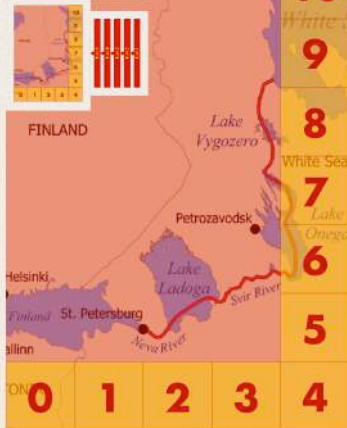 White S
9
FINLAND
Lake
Vygozero
8
White Sea
7
Lake
Onega
Petrozavodsk
6
Helsinki
Lake
Ladoga
Svir River
Finland
St. Petersburg
Neva River
5
allinn
TON
0
1
2
3
4